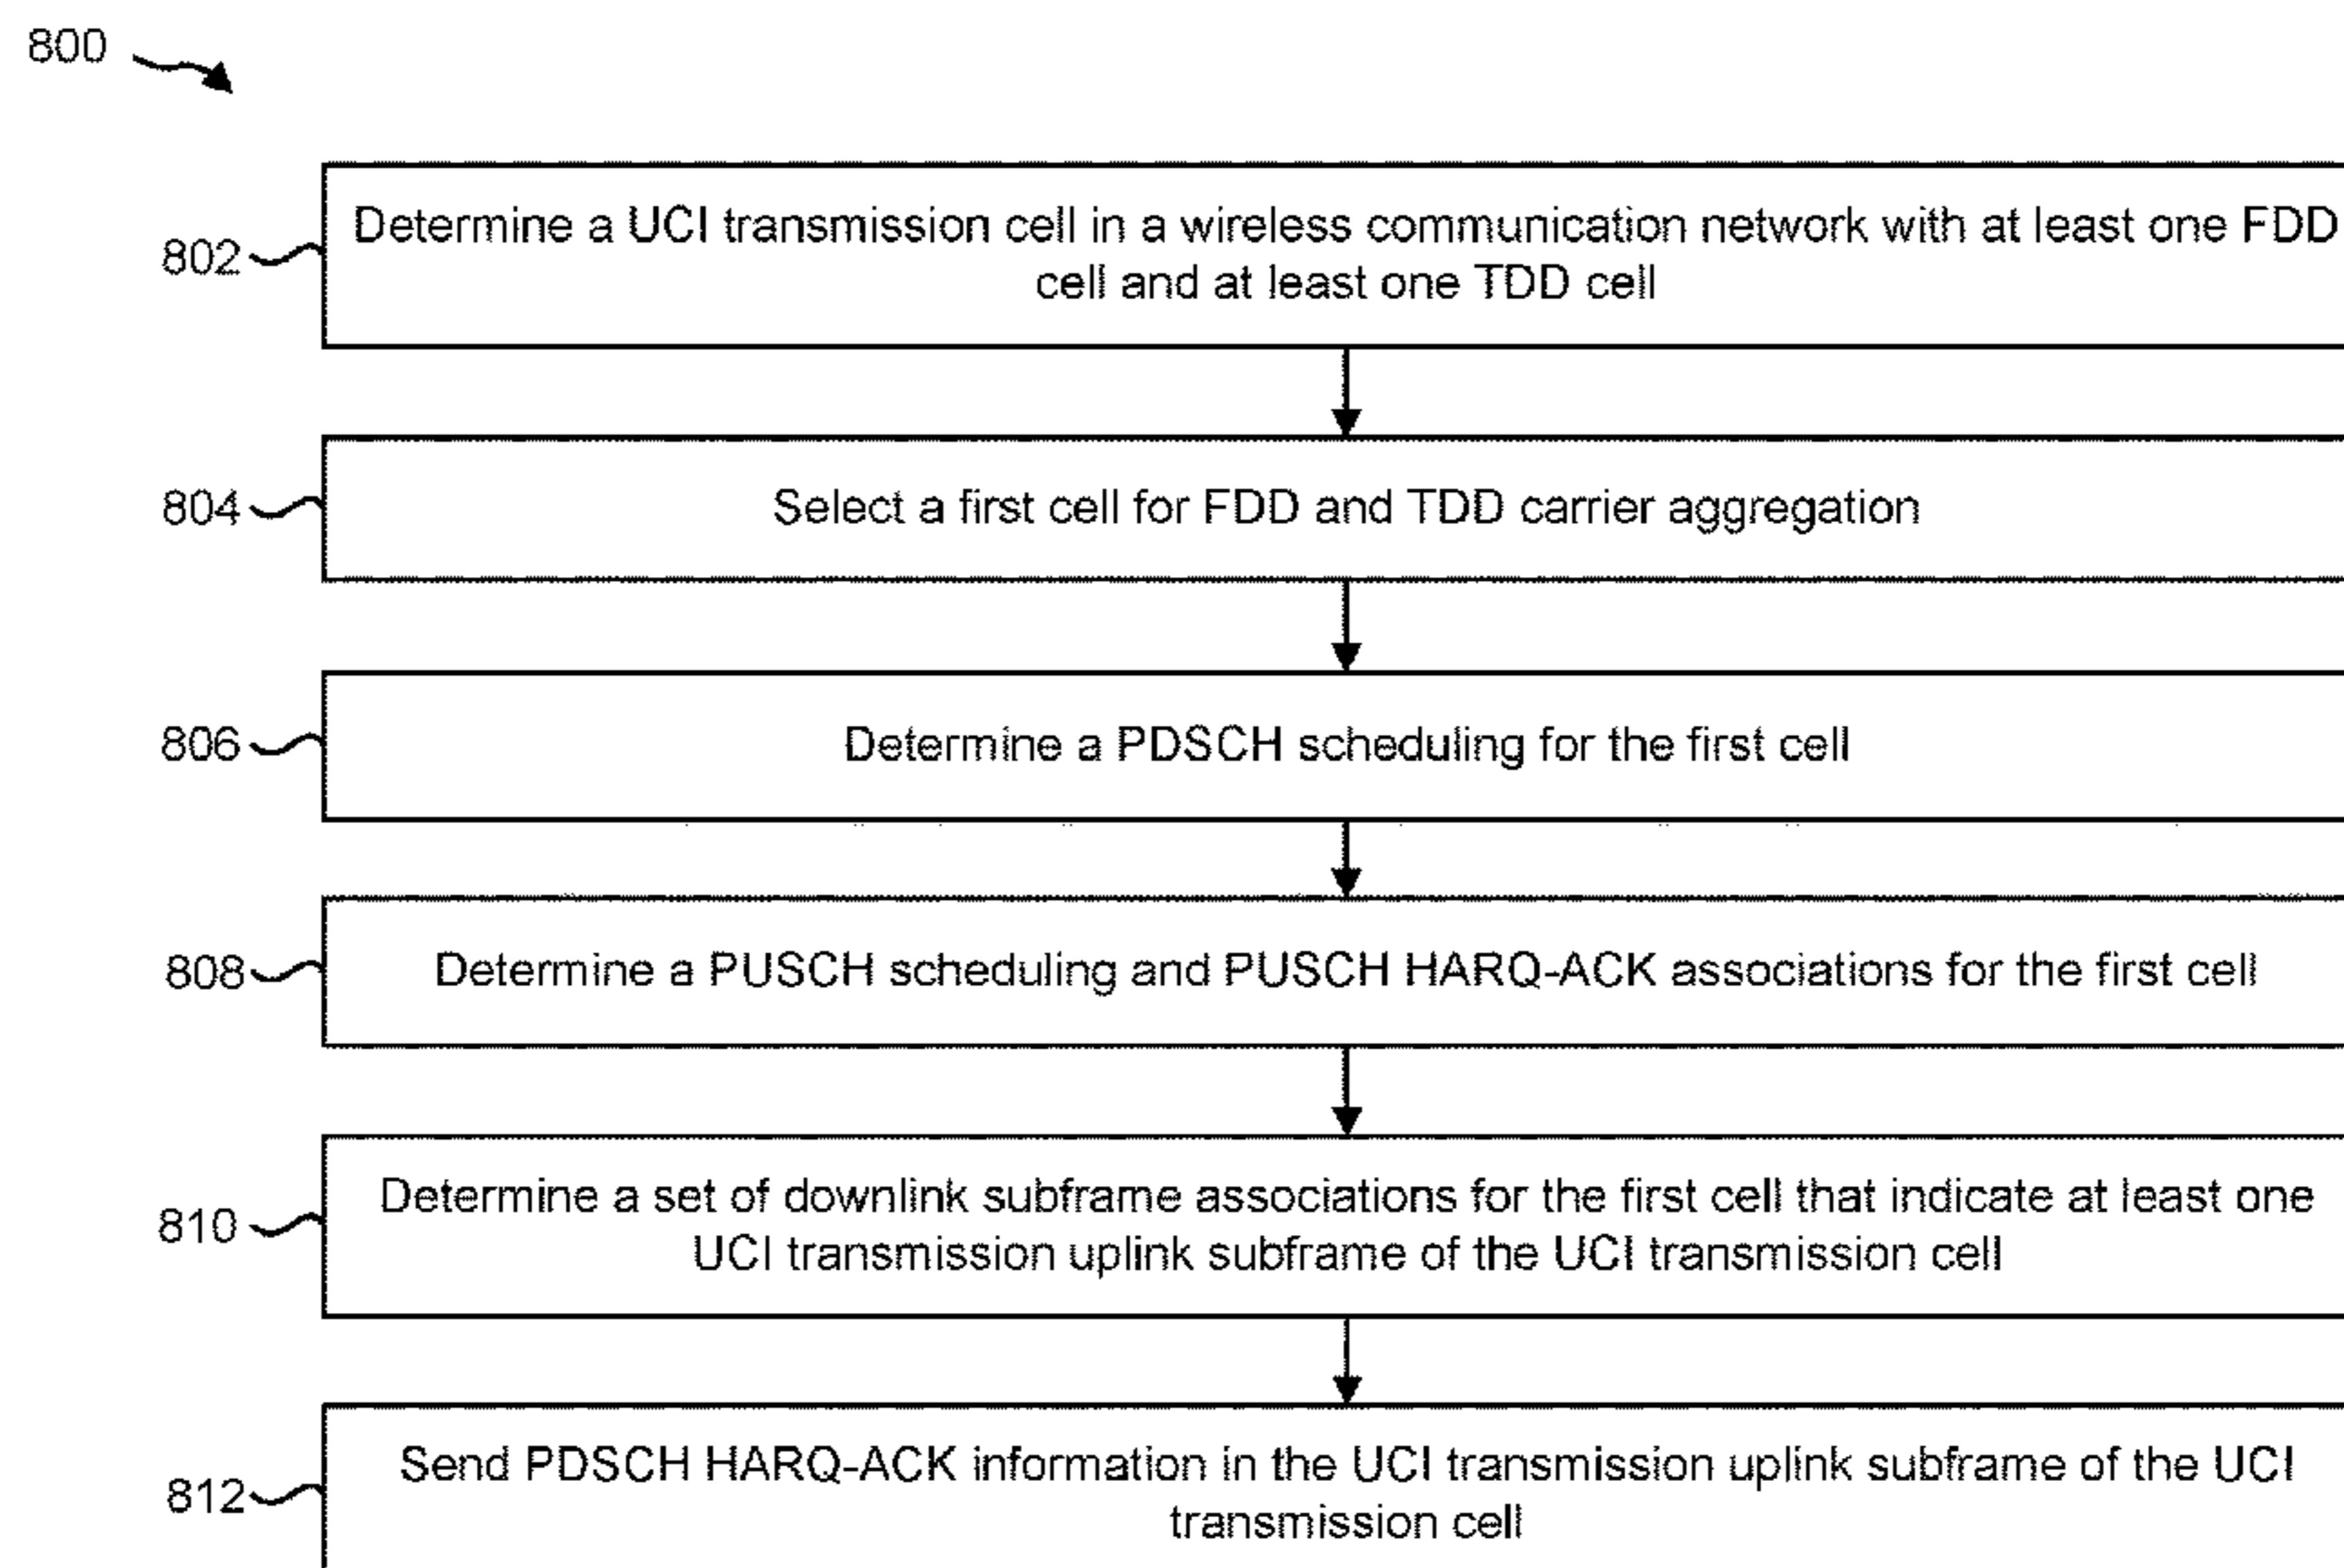 800
802
Determine a UCI transmission cell in a wireless communication network with at least one FDD
cell and at least one TDD cell
804
Select a first cell for FDD and TDD carrier aggregation
806
Determine a PDSCH scheduling for the first cell
808
Determine a PUSCH scheduling and PUSCH HARQ-ACK associations for the first cell
810
Determine a set of downlink subframe associations for the first cell that indicate at least one
UCI transmission uplink subframe of the UCI transmission cell
812
Send PDSCH HARQ-ACK information in the UCI transmission uplink subframe of the UCI
transmission cell